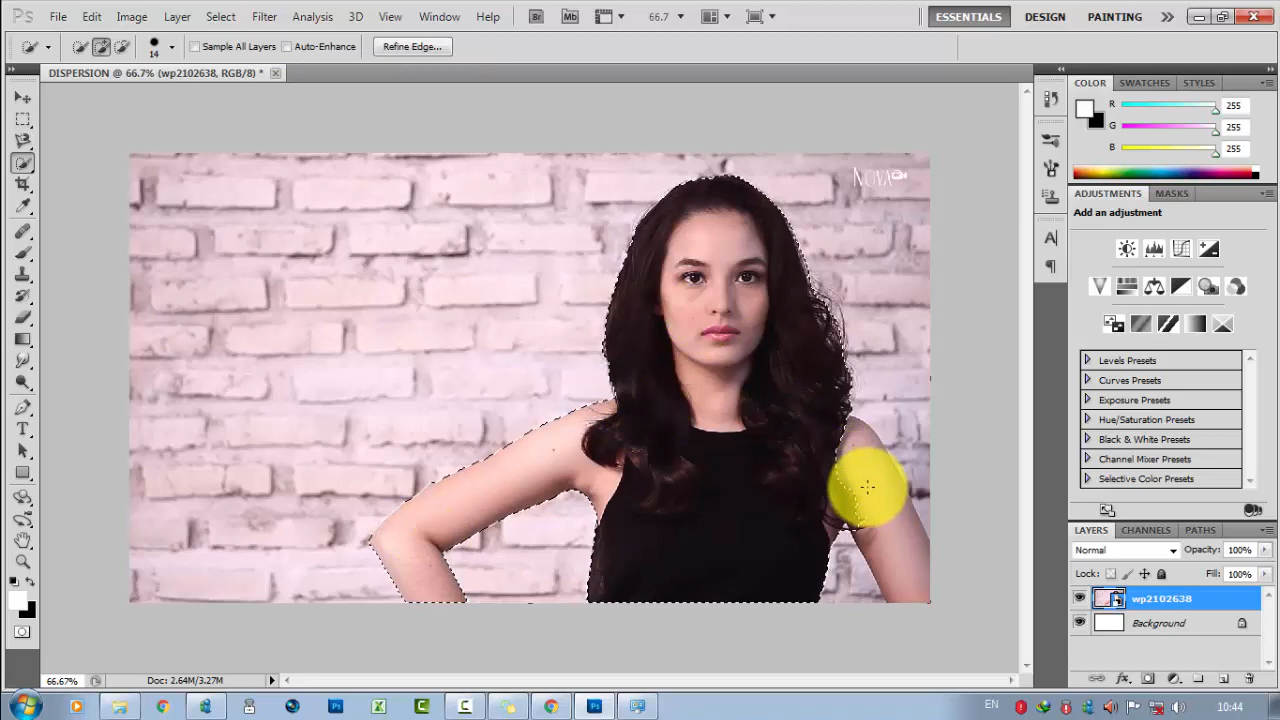 Ps File Edit Image Layer Select Filter Analysis 3D View Window Help Br Mb 66.7 ESSENTIALS DESIGN PAINTING
14 Sample All Layers Auto-Enhance Refine Edge...
DISPERSION @ 66.7% (wp2102638, RGB/8) *
NOVA
COLOR SWATCHES STYLES
R 255
G 255
B 255
ADJUSTMENTS MASKS
Add an adjustment
Levels Presets
Curves Presets
Exposure Presets
Hue/Saturation Presets
Black & White Presets
Channel Mixer Presets
Selective Color Presets
LAYERS CHANNELS PATHS
Normal Opacity: 100%
Lock: Fill: 100%
wp2102638
Background
66.67% Doc: 2.64M/3.27M
EN 10:44